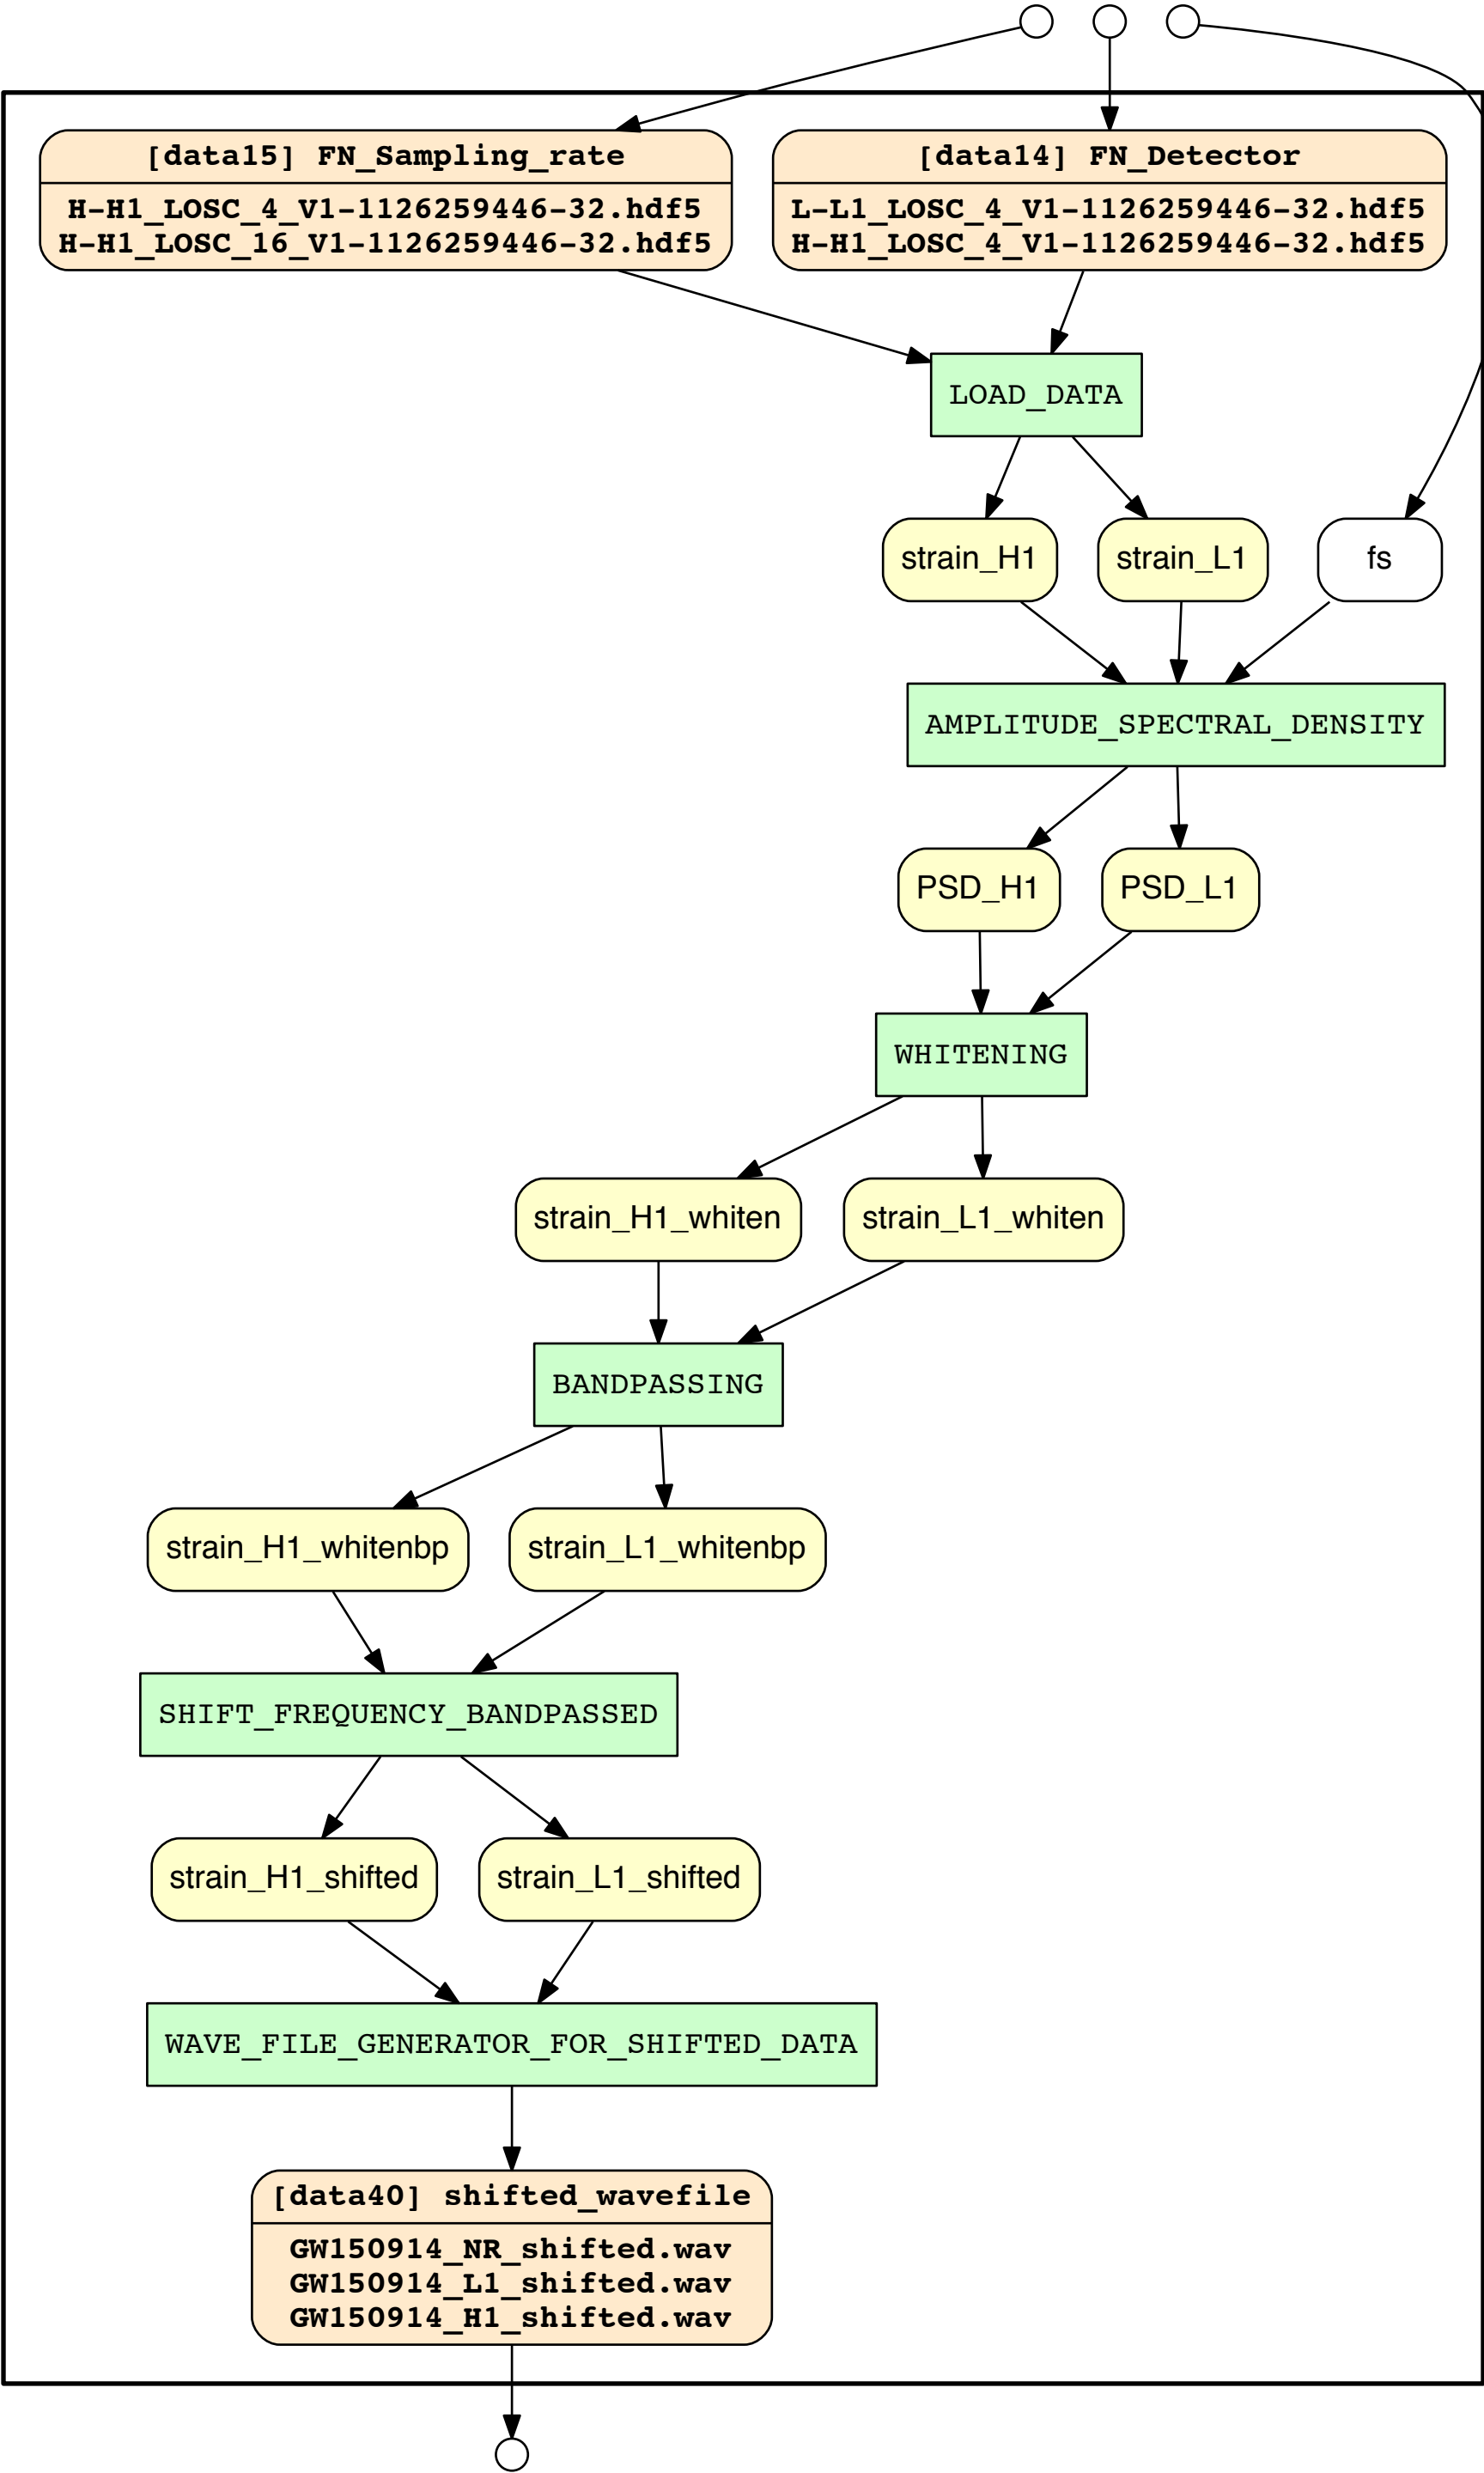 [data15] FN_Sampling_rate
H-H1_LOSC_4_V1-1126259446-32.hdf5
H-H1_LOSC_16_V1-1126259446-32.hdf5
[data14] FN_Detector
L-L1_LOSC_4_V1-1126259446-32.hdf5
H-H1_LOSC_4_V1-1126259446-32.hdf5
LOAD_DATA
strain_H1
strain_L1
fs
AMPLITUDE_SPECTRAL_DENSITY
PSD_H1
PSD_L1
WHITENING
strain_H1_whiten
strain_L1_whiten
BANDPASSING
strain_H1_whitenbp
strain_L1_whitenbp
SHIFT_FREQUENCY_BANDPASSED
strain_H1_shifted
strain_L1_shifted
WAVE_FILE_GENERATOR_FOR_SHIFTED_DATA
[data40] shifted_wavefile
GW150914_NR_shifted.wav
GW150914_L1_shifted.wav
GW150914_H1_shifted.wav